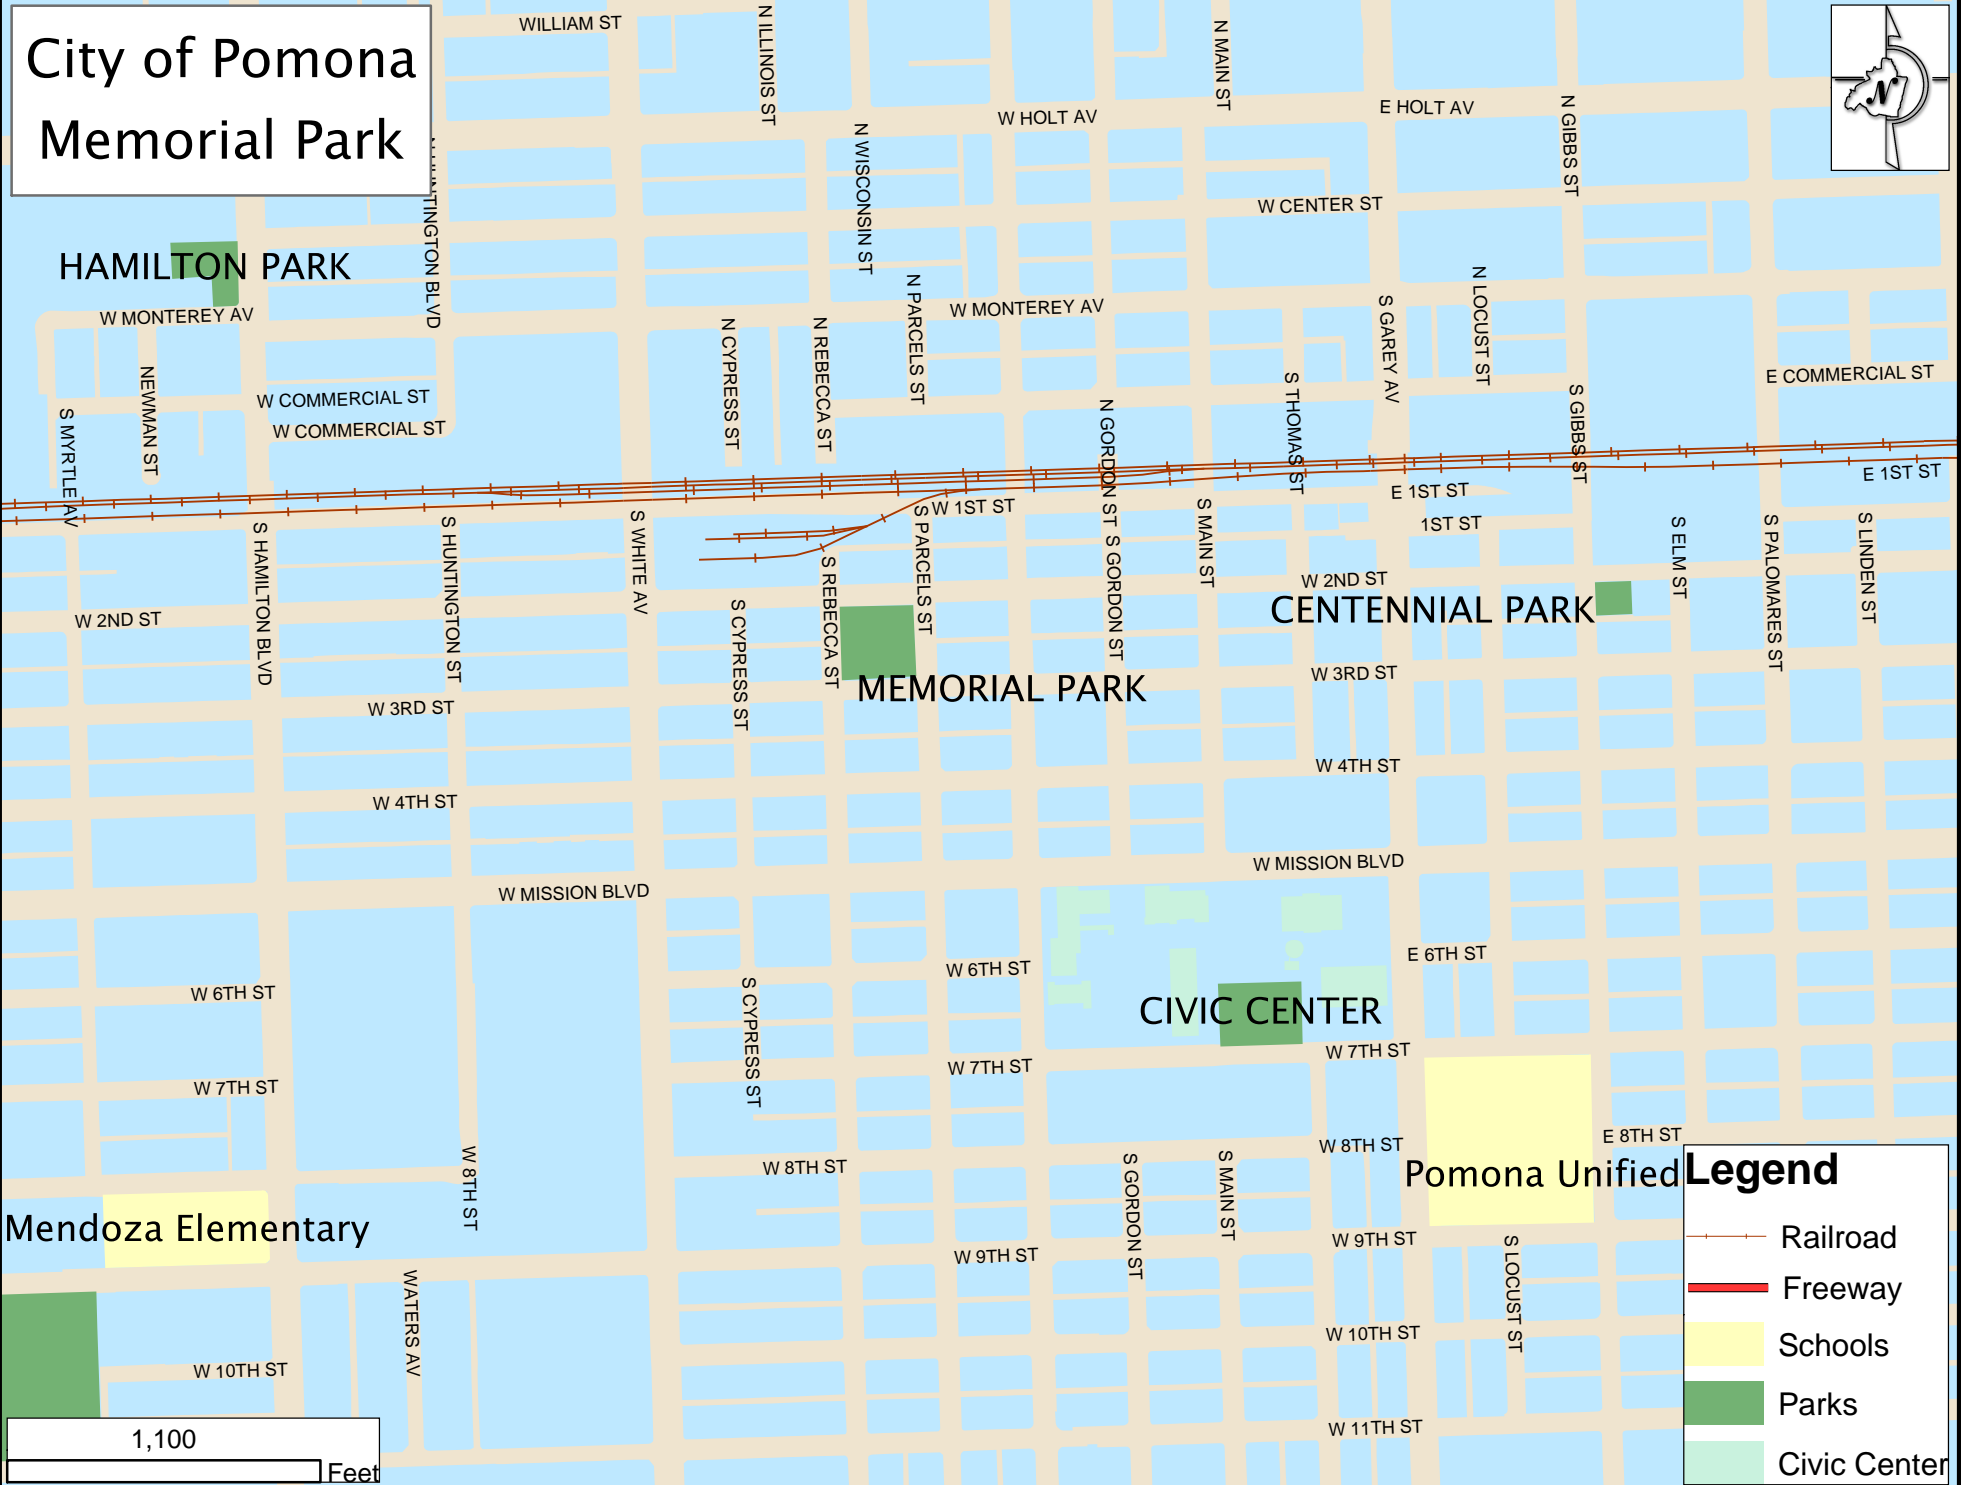 City of Pomona
Memorial Park
WILLIAM ST
N ILLINOIS ST
N MAIN ST
W HOLT AV
E HOLT AV
N GIBBS ST
N WISCONSIN ST
W CENTER ST
HAMILTON PARK
W MONTEREY AV
W MONTEREY AV
N PARCELS ST
N LOCUST ST
S GAREY AV
N CYPRESS ST
N REBECCA ST
NEWMAN ST
W COMMERCIAL ST
W COMMERCIAL ST
E COMMERCIAL ST
S MYRTLE AV
N GORDON ST
S THOMAS ST
S GIBBS ST
E 1ST ST
E 1ST ST
1ST ST
W 1ST ST
S HAMILTON BLVD
S HUNTINGTON ST
S WHITE AV
S PARCELS ST
S MAIN ST
S GORDON ST
S ELM ST
S PALOMARES ST
S LINDEN ST
S REBECCA ST
S CYPRESS ST
W 2ND ST
W 2ND ST
CENTENNIAL PARK
MEMORIAL PARK
W 3RD ST
W 3RD ST
W 4TH ST
W 4TH ST
W MISSION BLVD
W MISSION BLVD
E 6TH ST
W 6TH ST
W 6TH ST
S CYPRESS ST
CIVIC CENTER
W 7TH ST
W 7TH ST
W 7TH ST
W 8TH ST
W 8TH ST
W 8TH ST
E 8TH ST
S GORDON ST
S MAIN ST
Pomona Unified
Mendoza Elementary
W 9TH ST
W 9TH ST
S LOCUST ST
WATERS AV
W 10TH ST
W 10TH ST
W 11TH ST
1,100
Feet
Legend
Railroad
Freeway
Schools
Parks
Civic Center
N